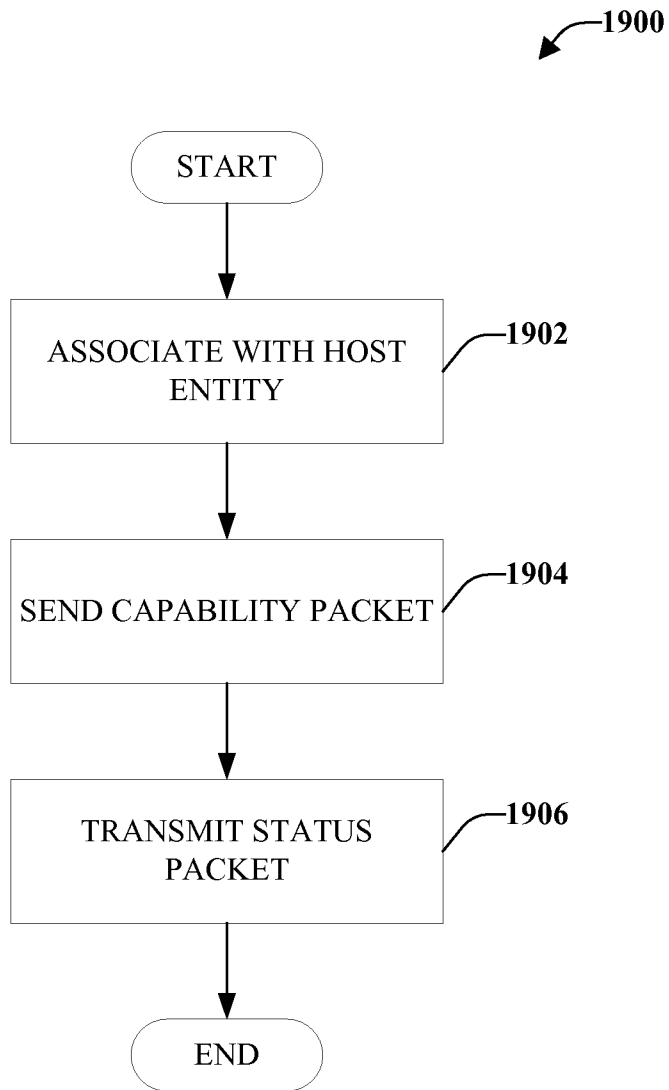 1900
START
ASSOCIATE WITH HOST
ENTITY
1902
SEND CAPABILITY PACKET
1904
TRANSMIT STATUS
PACKET
1906
END